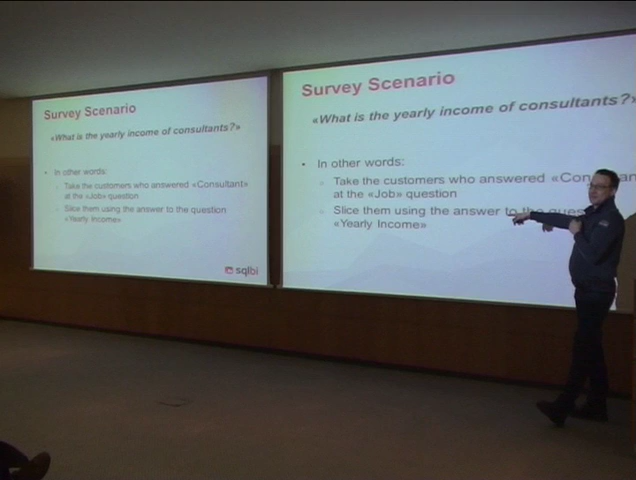 Survey Scenario
«What is the yearly income of consultants?»
• In other words:
Take the customers who answered «Consultant»
at the «Job» question
Slice them using the answer to the question
«Yearly Income»
sqlbi
Survey Scenario
«What is the yearly income of consultants?»
• In other words:
Take the customers who answered
at the «Job» question
Slice them using the answer to
«Yearly Income»